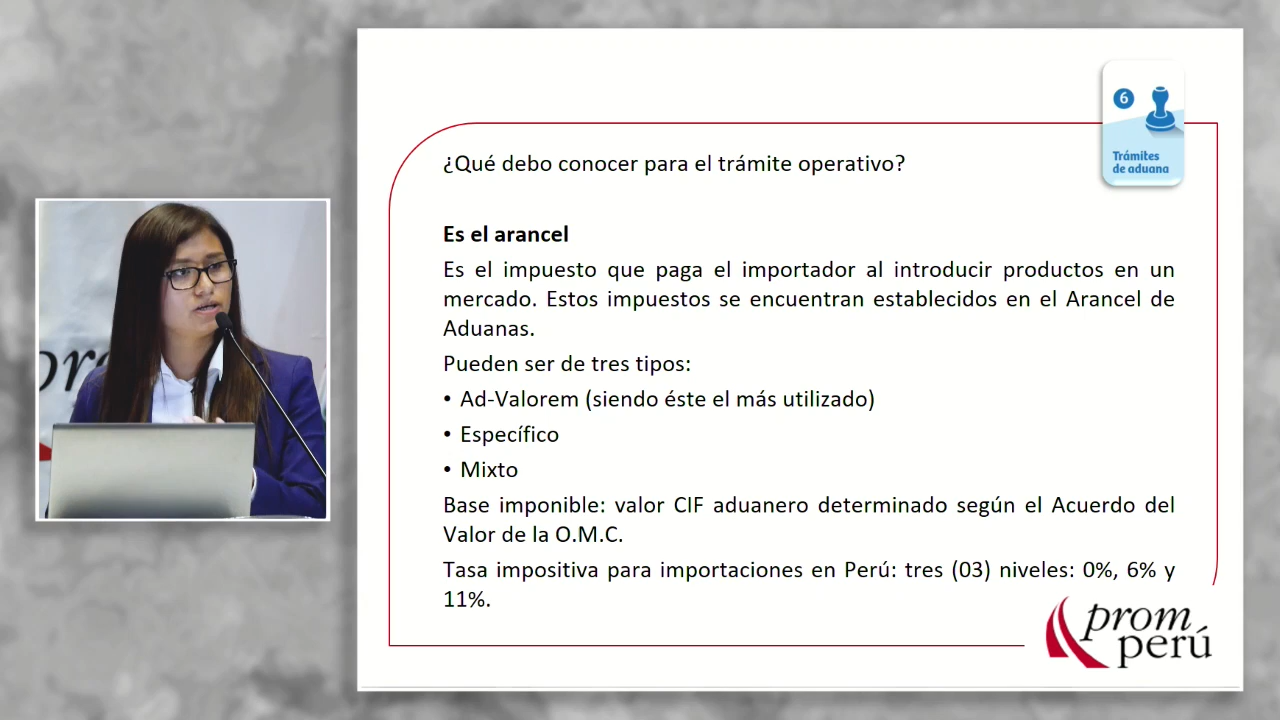 6
Trámites
de aduana
¿Qué debo conocer para el trámite operativo?
Es el arancel
Es el impuesto que paga el importador al introducir productos en un
mercado. Estos impuestos se encuentran establecidos en el Arancel de
Aduanas.
Pueden ser de tres tipos:
• Ad-Valorem (siendo éste el más utilizado)
• Específico
• Mixto
Base imponible: valor CIF aduanero determinado según el Acuerdo del
Valor de la O.M.C.
Tasa impositiva para importaciones en Perú: tres (03) niveles: 0%, 6% y
11%.
prom
perú